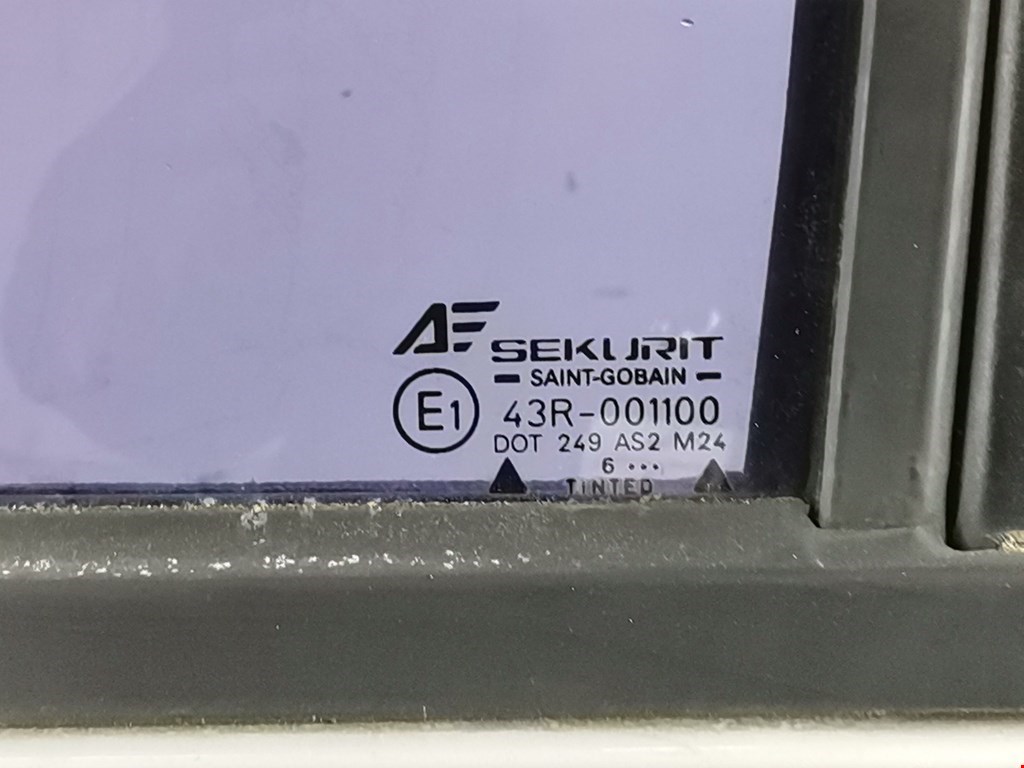 AF SEKURIT
SAINT-GOBAIN
E1 43R-001100
DOT 249 AS2 M24
6 •••
TINTED